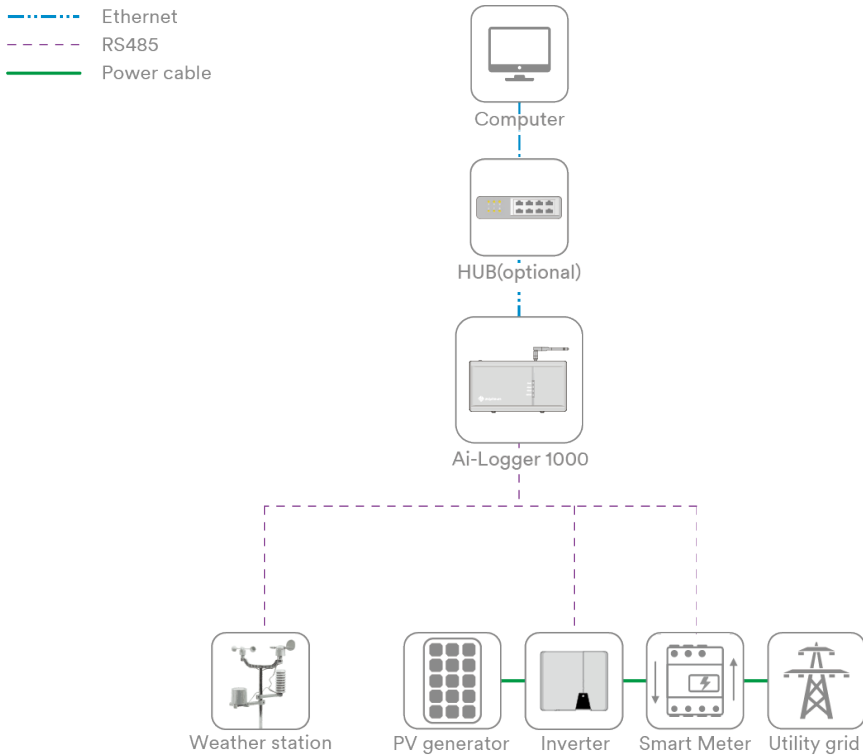 Ethernet
RS485
Power cable
Computer
HUB(optional)
Ai-Logger 1000
Weather station
PV generator
Inverter
Smart Meter
Utility grid